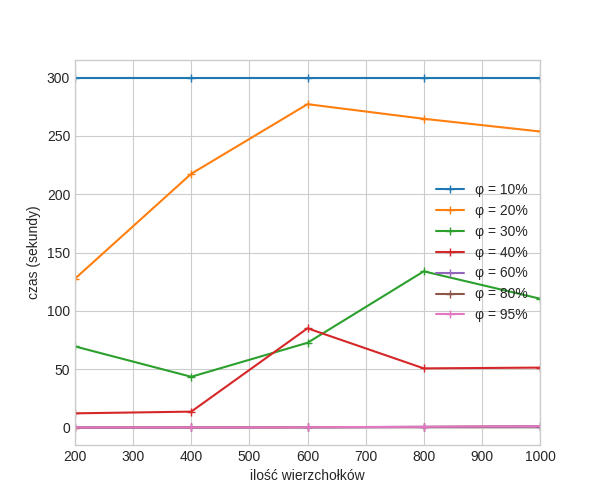 300
250
200
150
100
50
0
czas (sekundy)
200 300 400 500 600 700 800 900 1000
ilość wierzchołków
φ = 10%
φ = 20%
φ = 30%
φ = 40%
φ = 60%
φ = 80%
φ = 95%